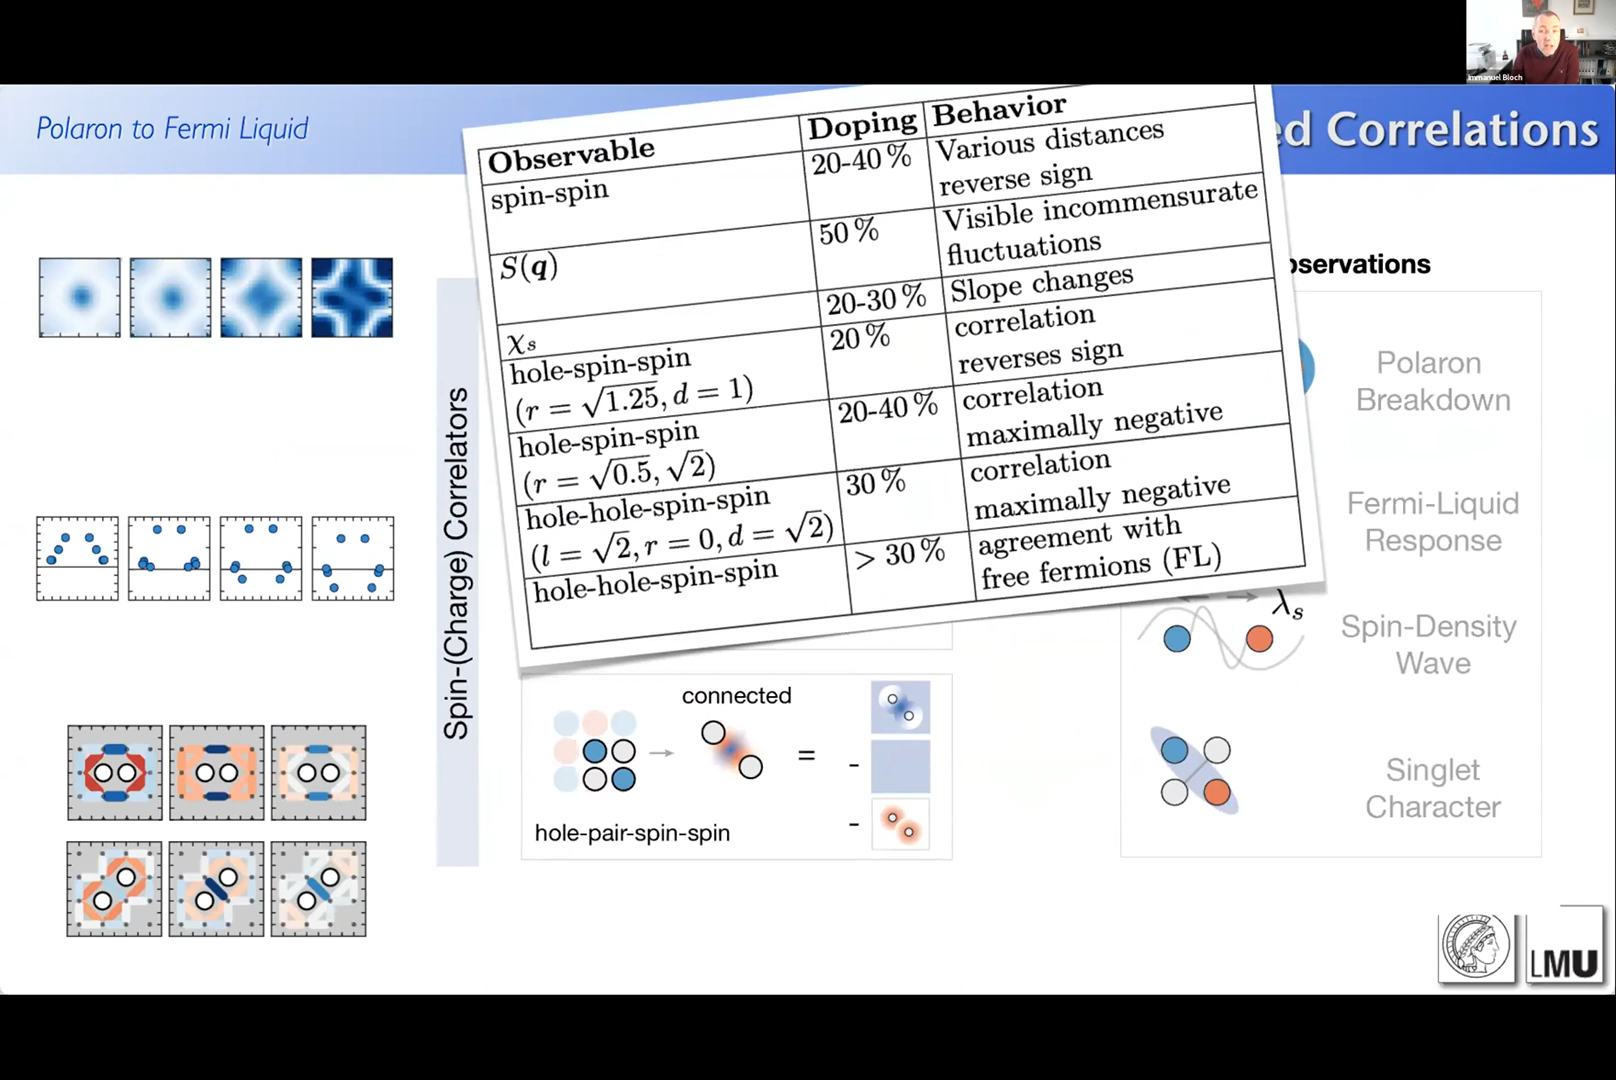 Immanuel Bloch
Polaron to Fermi Liquid
ed Correlations
Observable Doping Behavior
spin-spin 20-40 % Various distances
reverse sign
S(q) 50 % Visible incommensurate
fluctuations
χs 20-30 % Slope changes
hole-spin-spin 20 % correlation
(r = √1.25, d = 1) reverses sign
hole-spin-spin 20-40 % correlation
(r = √0.5, √2) maximally negative
hole-hole-spin-spin 30 % correlation
(l = √2, r = 0, d = √2) maximally negative
hole-hole-spin-spin > 30 % agreement with
free fermions (FL)
Spin-(Charge) Correlators
connected
=
-
-
hole-pair-spin-spin
bservations
Polaron
Breakdown
Fermi-Liquid
Response
λs
Spin-Density
Wave
Singlet
Character
LMU